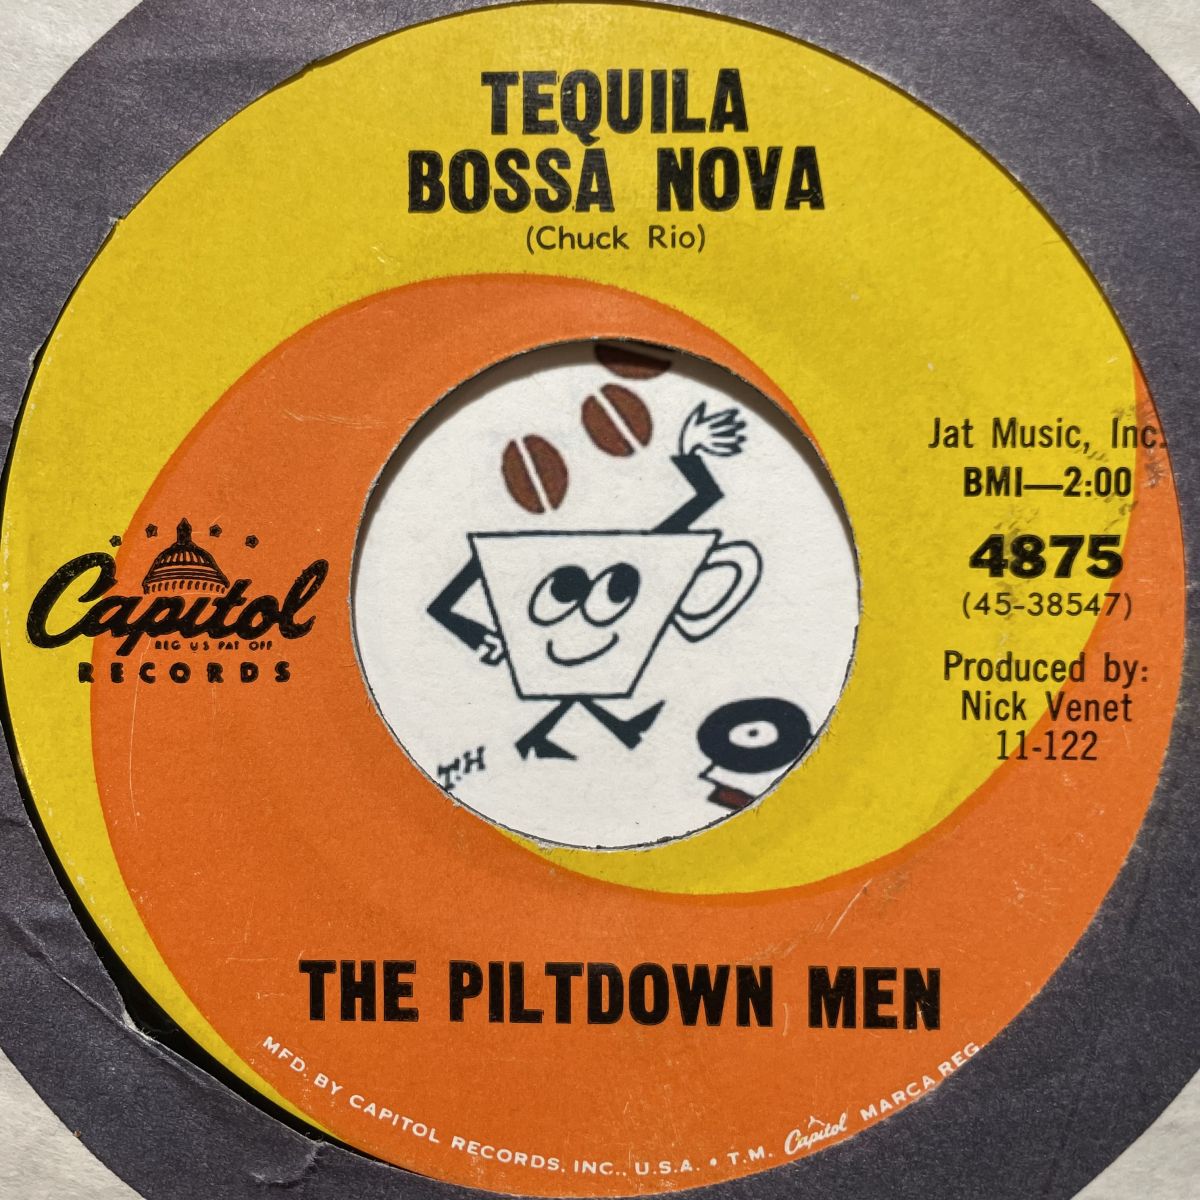 TEQUILA
BOSSA NOVA
(Chuck Rio)
Jat Music, Inc.
BMI—2:00
4875
(45-38547)
Produced by:
Nick Venet
11-122
Capitol
REG US PAT OFF
RECORDS
T.H
THE PILTDOWN MEN
MFD. BY CAPITOL RECORDS, INC., U.S.A. • T.M. Capitol MARCA REG.